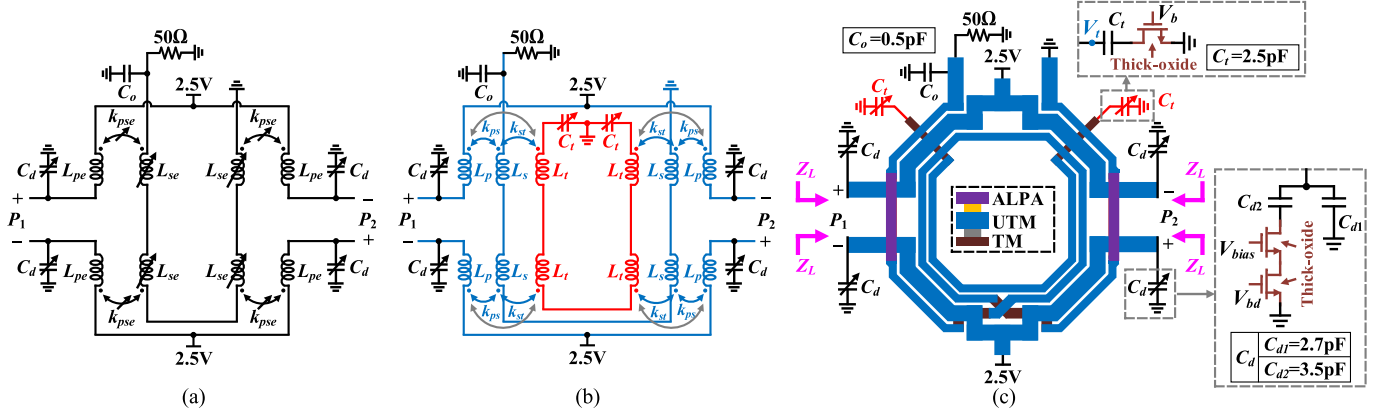 50Ω
C_o
2.5V
k_pse
k_pse
C_d
L_pe
L_se
L_se
L_pe
C_d
+
P_1
−
−
P_2
+
C_d
L_pe
L_se
L_se
L_pe
C_d
k_pse
k_pse
2.5V
(a)
50Ω
C_o
2.5V
k_ps
k_st
C_t
C_t
k_st
k_ps
C_d
L_p
L_s
L_t
L_t
L_s
L_p
C_d
+
P_1
−
−
P_2
+
C_d
L_p
L_s
L_t
L_t
L_s
L_p
C_d
k_ps
k_st
k_st
k_ps
2.5V
(b)
C_o=0.5pF
50Ω
2.5V
C_o
C_t
C_t
V_t
C_t
V_b
Thick-oxide
C_t=2.5pF
C_d
C_d
Z_L
+
P_1
−
Z_L
ALPA
UTM
TM
−
P_2
+
Z_L
Z_L
C_d
C_d
2.5V
C_d2
C_d1
V_bias
V_bd
Thick-oxide
C_d
C_d1=2.7pF
C_d2=3.5pF
(c)